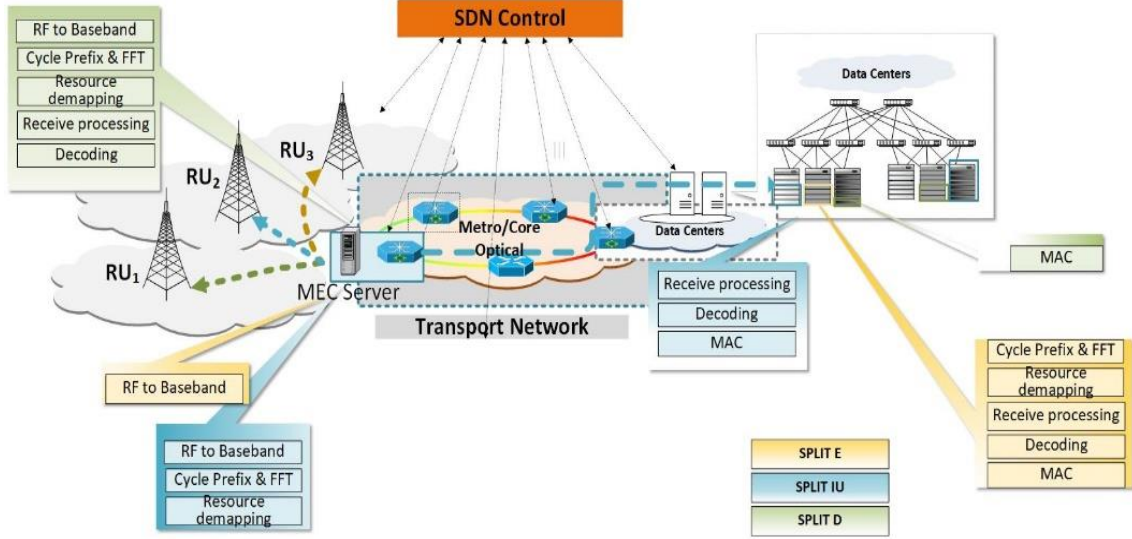 SDN Control
RF to Baseband
Cycle Prefix & FFT
Resource
demapping
Receive processing
Decoding
RU3
RU2
RU1
MEC Server
Metro/Core
Optical
Transport Network
Data Centers
Data Centers
Receive processing
Decoding
MAC
MAC
RF to Baseband
RF to Baseband
Cycle Prefix & FFT
Resource
demapping
Cycle Prefix & FFT
Resource
demapping
Receive processing
Decoding
MAC
SPLIT E
SPLIT IU
SPLIT D